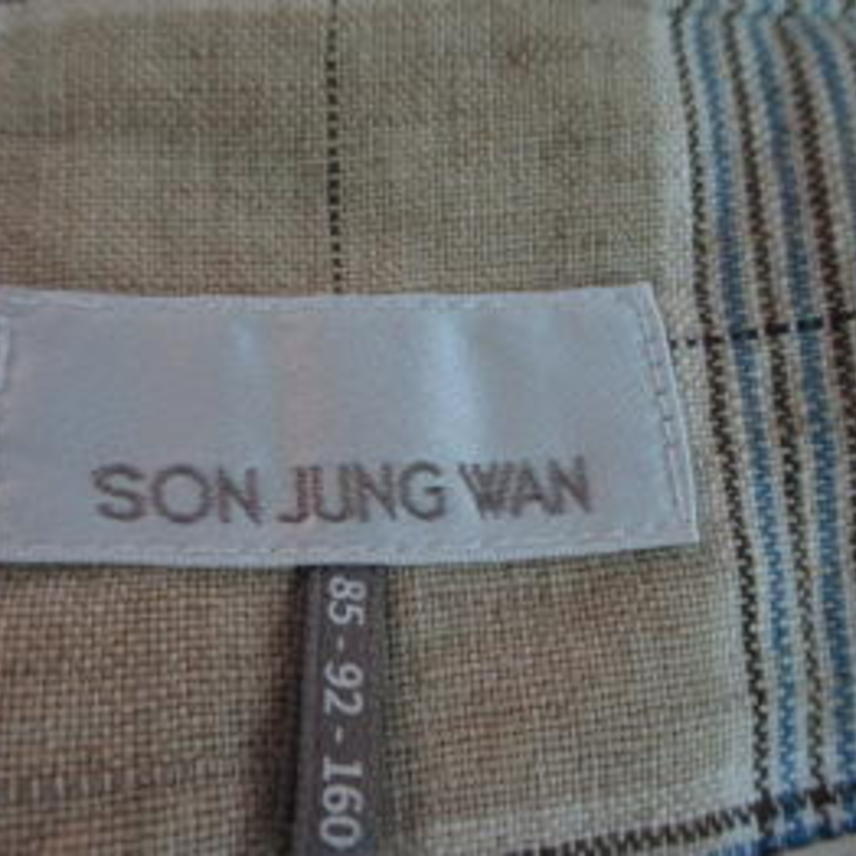 SON JUNG WAN
85 - 92 - 160